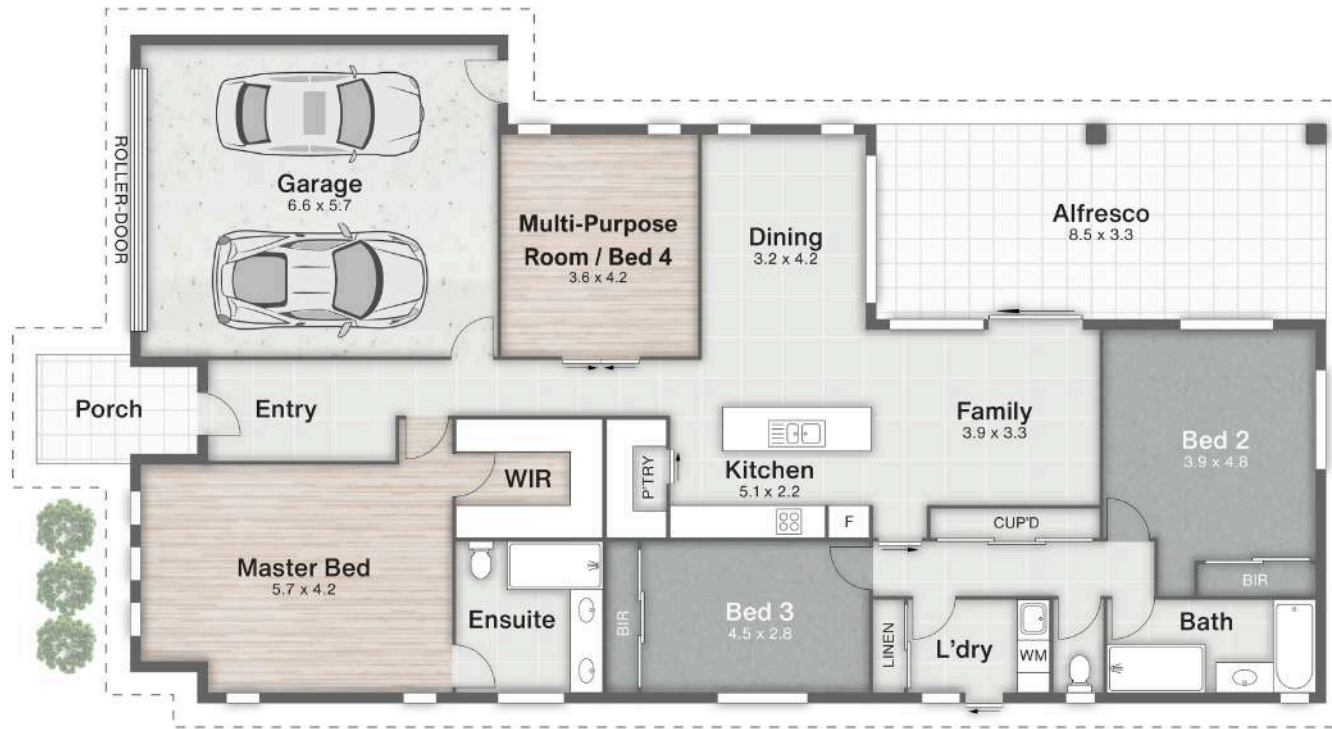 ROLLER-DOOR
Garage
6.6 x 5.7
Multi-Purpose
Room / Bed 4
3.6 x 4.2
Dining
3.2 x 4.2
Alfresco
8.5 x 3.3
Porch
Entry
Family
3.9 x 3.3
Bed 2
3.9 x 4.8
WIR
P'TRY
Kitchen
5.1 x 2.2
F
CUP'D
Master Bed
5.7 x 4.2
Ensuite
BIR
Bed 3
4.5 x 2.8
LINEN
L'dry
WM
BIR
Bath